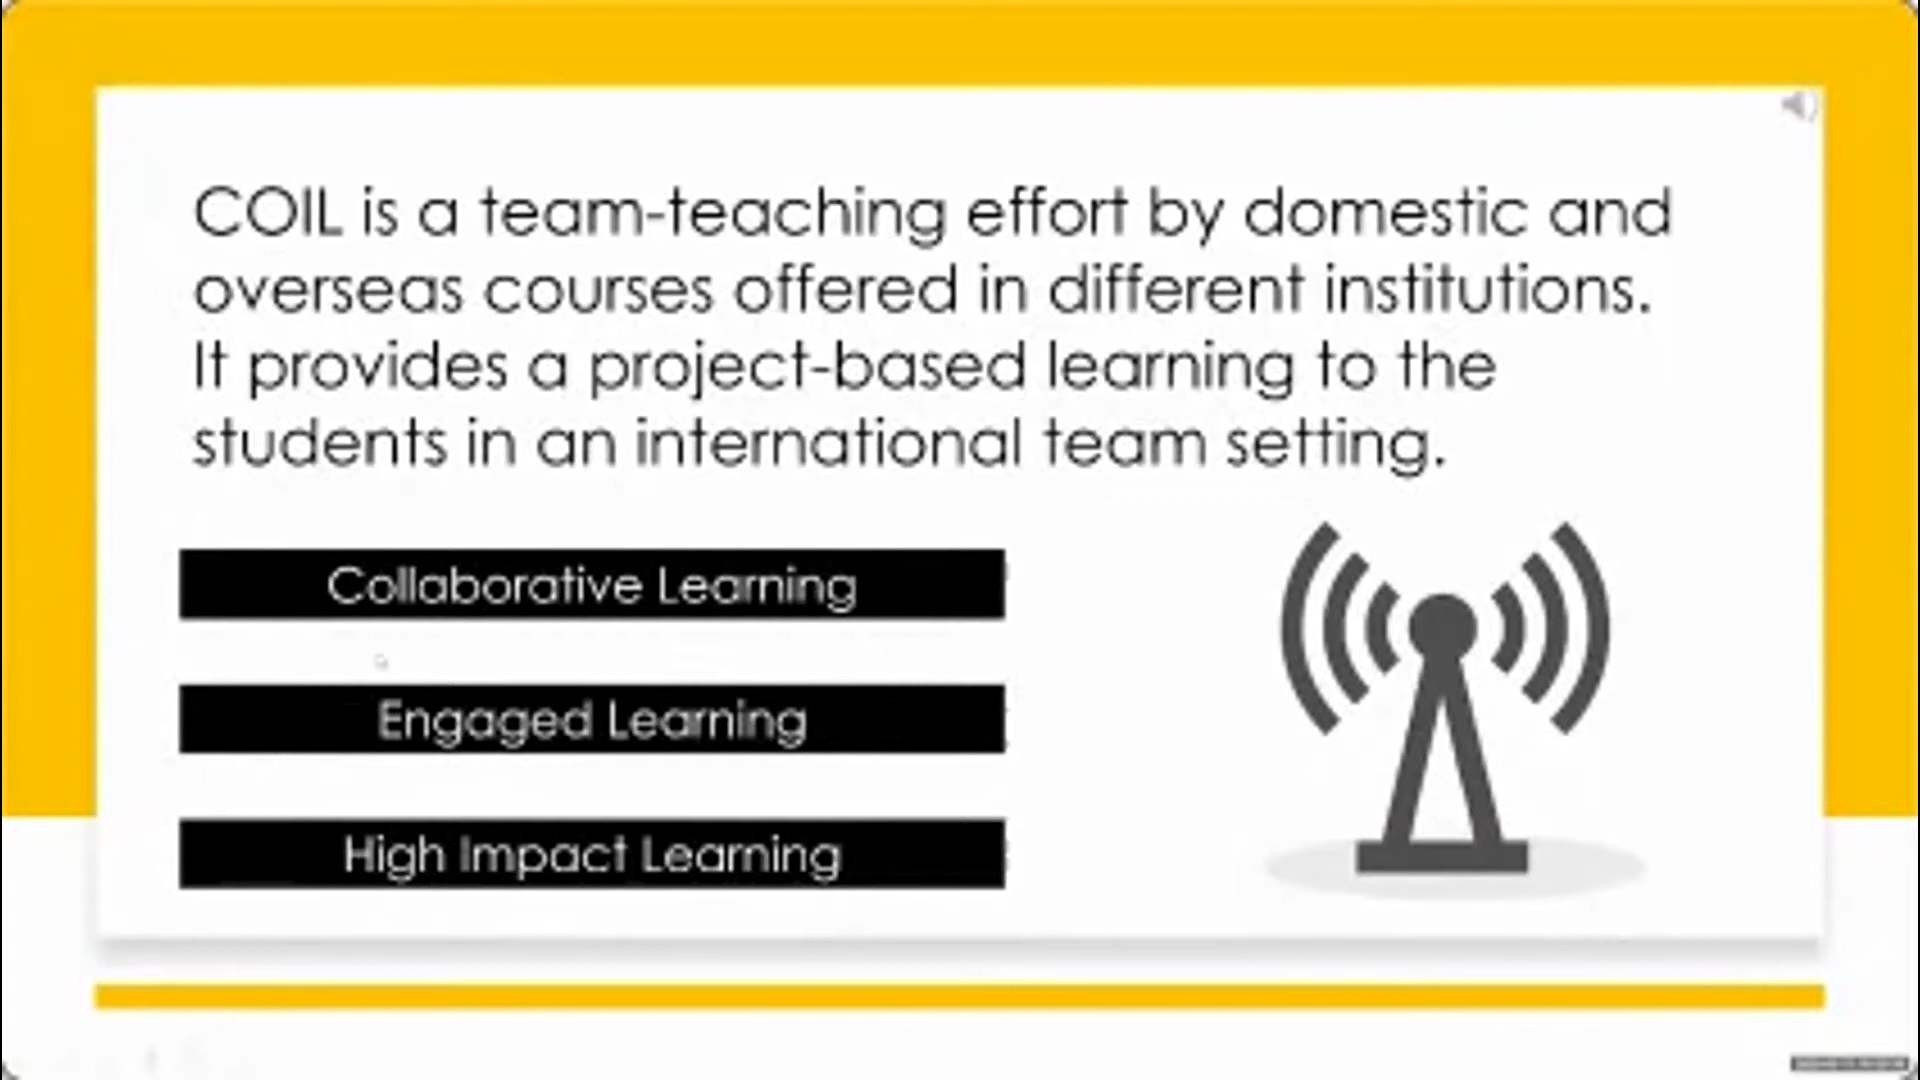 COIL is a team-teaching effort by domestic and
overseas courses offered in different institutions.
It provides a project-based learning to the
students in an international team setting.
Collaborative Learning
Engaged Learning
High Impact Learning